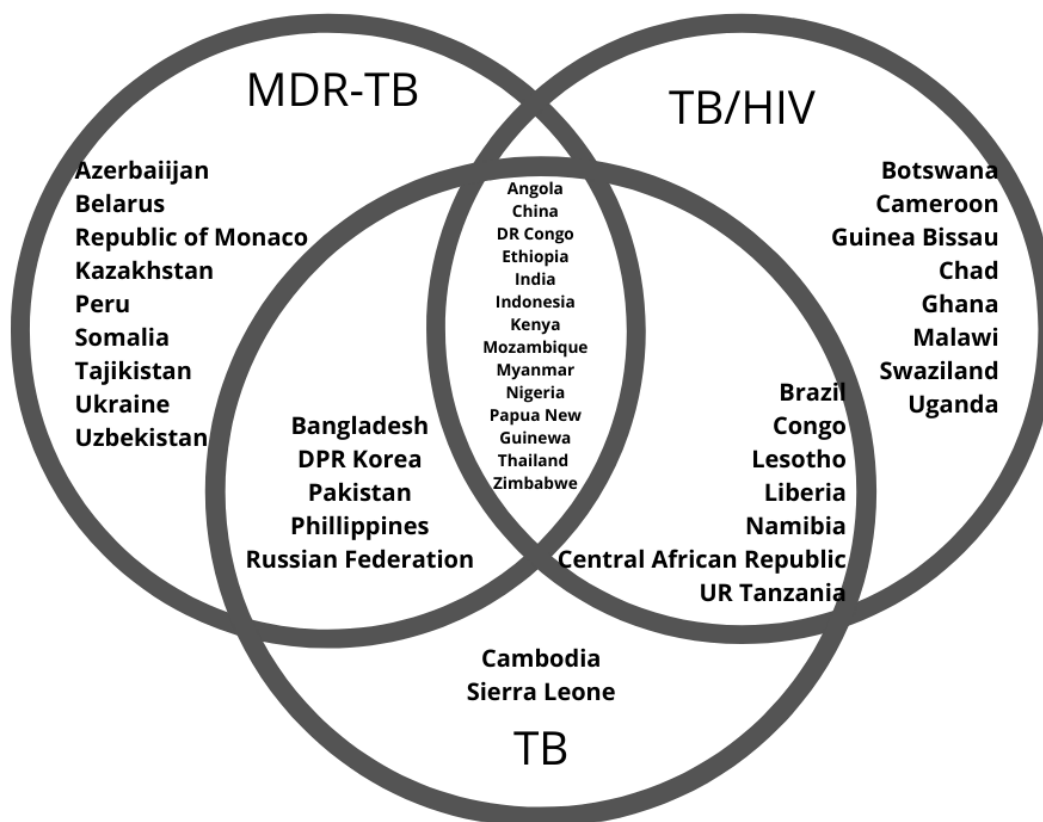 MDR-TB
Azerbaiijan
Belarus
Republic of Monaco
Kazakhstan
Peru
Somalia
Tajikistan
Ukraine
Uzbekistan
TB/HIV
Botswana
Cameroon
Guinea Bissau
Chad
Ghana
Malawi
Swaziland
Uganda
Angola
China
DR Congo
Ethiopia
India
Indonesia
Kenya
Mozambique
Myanmar
Nigeria
Papua New
Guinewa
Thailand
Zimbabwe
Bangladesh
DPR Korea
Pakistan
Phillippines
Russian Federation
Brazil
Congo
Lesotho
Liberia
Namibia
Central African Republic
UR Tanzania
Cambodia
Sierra Leone
TB